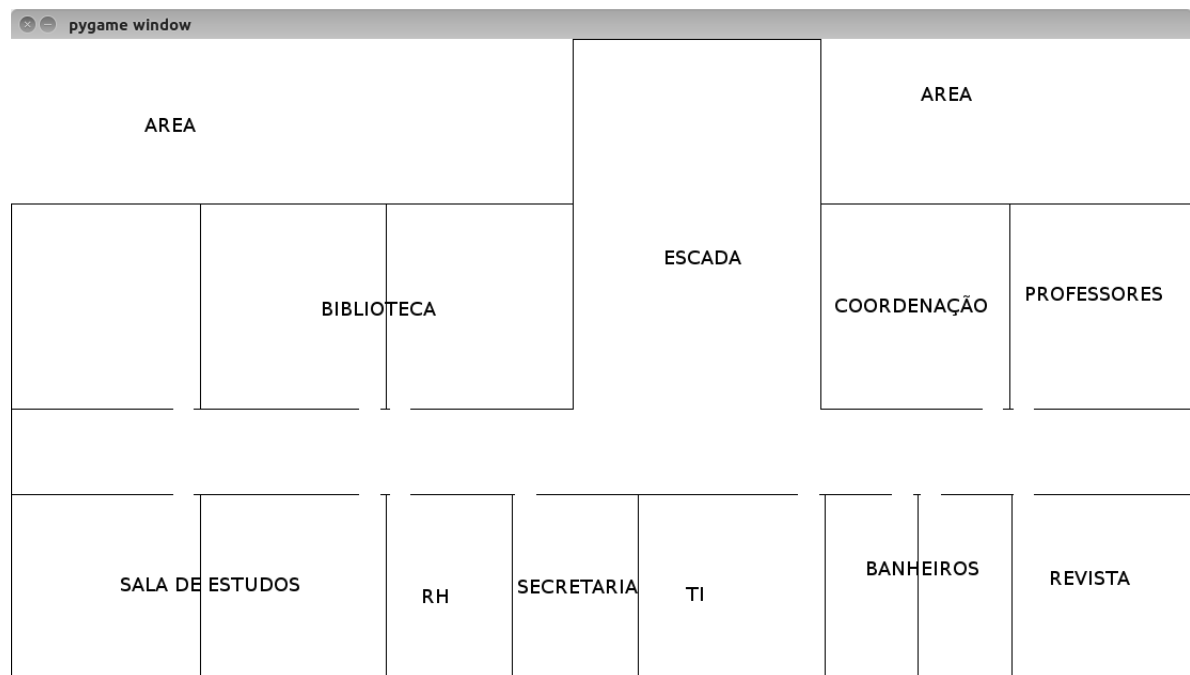 pygame window
AREA
AREA
ESCADA
BIBLIOTECA
COORDENAÇÃO
PROFESSORES
SALA DE ESTUDOS
RH
SECRETARIA
TI
BANHEIROS
REVISTA